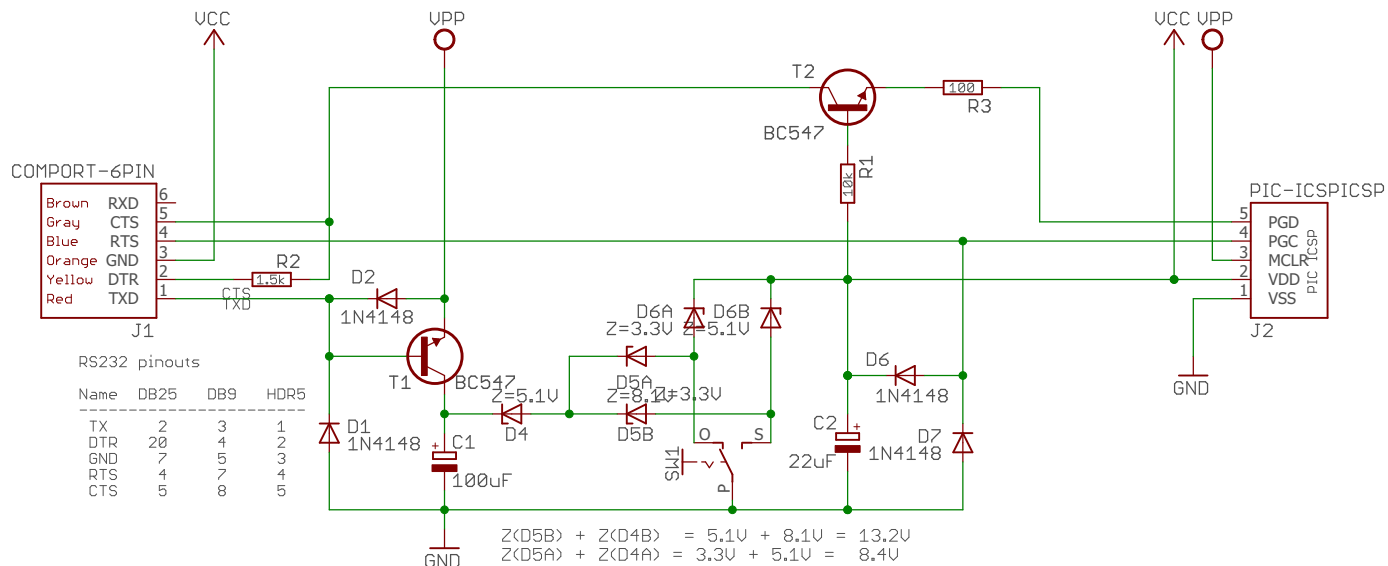 VCC
VPP
VCC VPP
T2
BC547
100
R3
R1
10k
COMPORT-6PIN
Brown RXD 6
Gray CTS 5
Blue RTS 4
Orange GND 3
Yellow DTR 2
Red TXD 1
J1
R2
1.5k
CTS
TXD
D2
1N4148
T1
BC547
D1
1N4148
C1
+
100uF
GND
Z=5.1V
D4
D5A
Z=8.1V
Z=3.3V
D5B
D6A
Z=3.3V
D6B
Z=5.1V
SW1
O
S
P
D6
1N4148
C2
+
22uF
D7
1N4148
PIC-ICSPICSP
5 PGD
4 PGC
3 MCLR
2 VDD
1 VSS
PIC ICSP
J2
GND
RS232 pinouts
Name DB25 DB9 HDR5
---------------------------
TX 2 3 1
DTR 20 4 2
GND 7 5 3
RTS 4 7 4
CTS 5 8 5
Z(D5B) + Z(D4B) = 5.1V + 8.1V = 13.2V
Z(D5A) + Z(D4A) = 3.3V + 5.1V = 8.4V